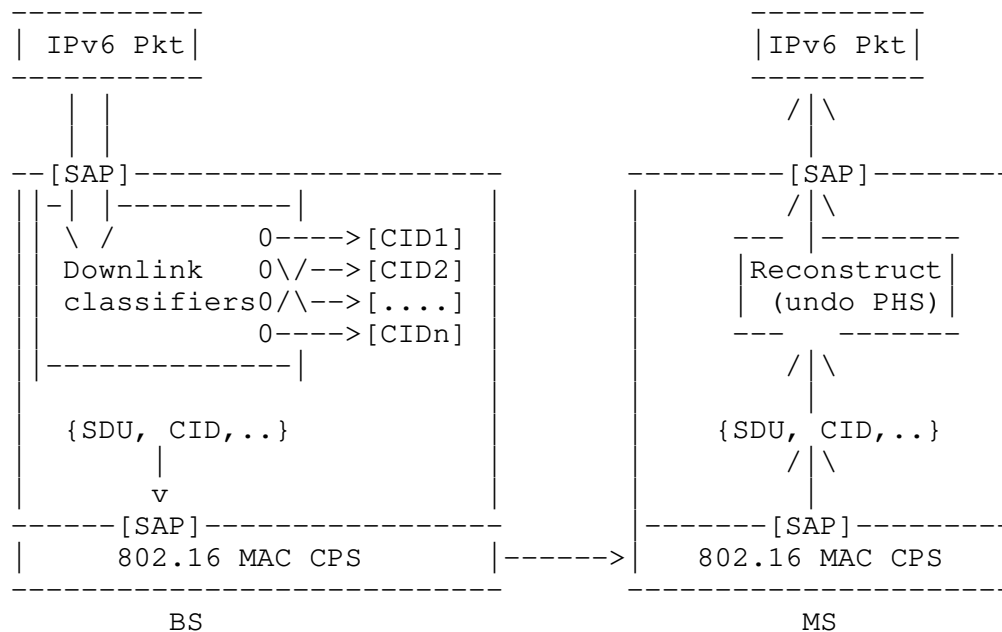 IPv6 Pkt IPv6 Pkt
[SAP] [SAP]
0---->[CID1]
Downlink 0\/-->[CID2] Reconstruct
classifiers0/\-->[....] (undo PHS)
0---->[CIDn]
{SDU, CID,..} {SDU, CID,..}
v
[SAP] [SAP]
802.16 MAC CPS 802.16 MAC CPS
BS MS